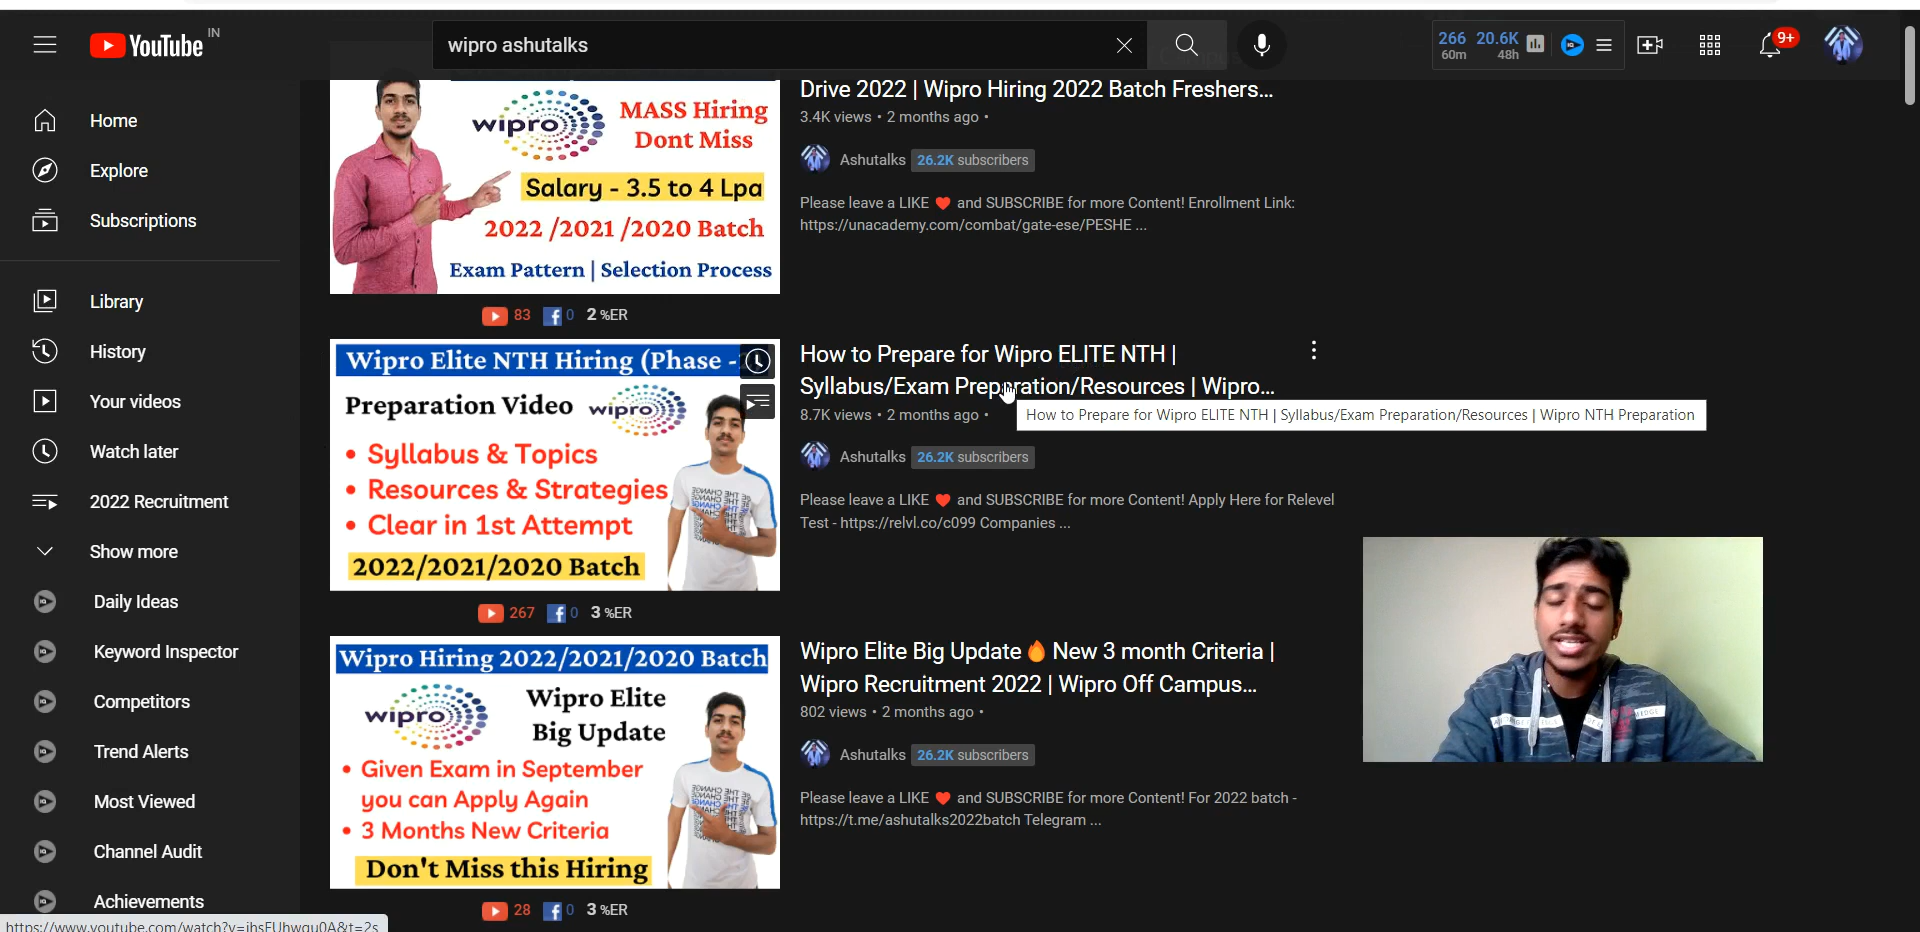 YouTube IN
wipro ashutalks
266 20.6K
60m 48h
9+
Home
Explore
Subscriptions
Library
History
Your videos
Watch later
2022 Recruitment
Show more
Daily Ideas
Keyword Inspector
Competitors
Trend Alerts
Most Viewed
Channel Audit
Achievements
wipro
MASS Hiring
Dont Miss
Salary - 3.5 to 4 Lpa
2022 /2021 /2020 Batch
Exam Pattern | Selection Process
83 0 2 %ER
Drive 2022 | Wipro Hiring 2022 Batch Freshers...
3.4K views • 2 months ago •
Ashutalks 26.2K subscribers
Please leave a LIKE ❤️ and SUBSCRIBE for more Content! Enrollment Link:
https://unacademy.com/combat/gate-ese/PESHE ...
Wipro Elite NTH Hiring (Phase -
Preparation Video wipro
• Syllabus & Topics
• Resources & Strategies
• Clear in 1st Attempt
2022/2021/2020 Batch
267 0 3 %ER
How to Prepare for Wipro ELITE NTH |
Syllabus/Exam Preparation/Resources | Wipro...
8.7K views • 2 months ago •
How to Prepare for Wipro ELITE NTH | Syllabus/Exam Preparation/Resources | Wipro NTH Preparation
Ashutalks 26.2K subscribers
Please leave a LIKE ❤️ and SUBSCRIBE for more Content! Apply Here for Relevel
Test - https://relvl.co/c099 Companies ...
Wipro Hiring 2022/2021/2020 Batch
wipro
Wipro Elite
Big Update
• Given Exam in September
you can Apply Again
• 3 Months New Criteria
Don't Miss this Hiring
28 0 3 %ER
Wipro Elite Big Update 🔥 New 3 month Criteria |
Wipro Recruitment 2022 | Wipro Off Campus...
802 views • 2 months ago •
Ashutalks 26.2K subscribers
Please leave a LIKE ❤️ and SUBSCRIBE for more Content! For 2022 batch -
https://t.me/ashutalks2022batch Telegram ...